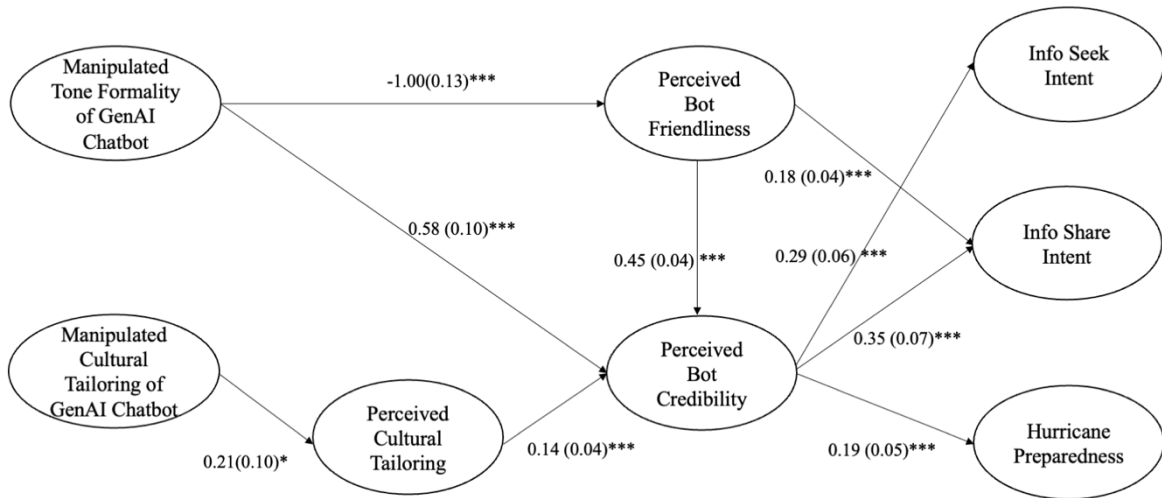 Manipulated
Tone Formality
of GenAI
Chatbot
-1.00(0.13)***
Perceived
Bot
Friendliness
Info Seek
Intent
0.18 (0.04)***
0.58 (0.10)***
0.45 (0.04) ***
0.29 (0.06) ***
Info Share
Intent
Manipulated
Cultural
Tailoring of
GenAI Chatbot
0.21(0.10)*
Perceived
Cultural
Tailoring
0.14 (0.04)***
Perceived
Bot
Credibility
0.35 (0.07)***
0.19 (0.05)***
Hurricane
Preparedness